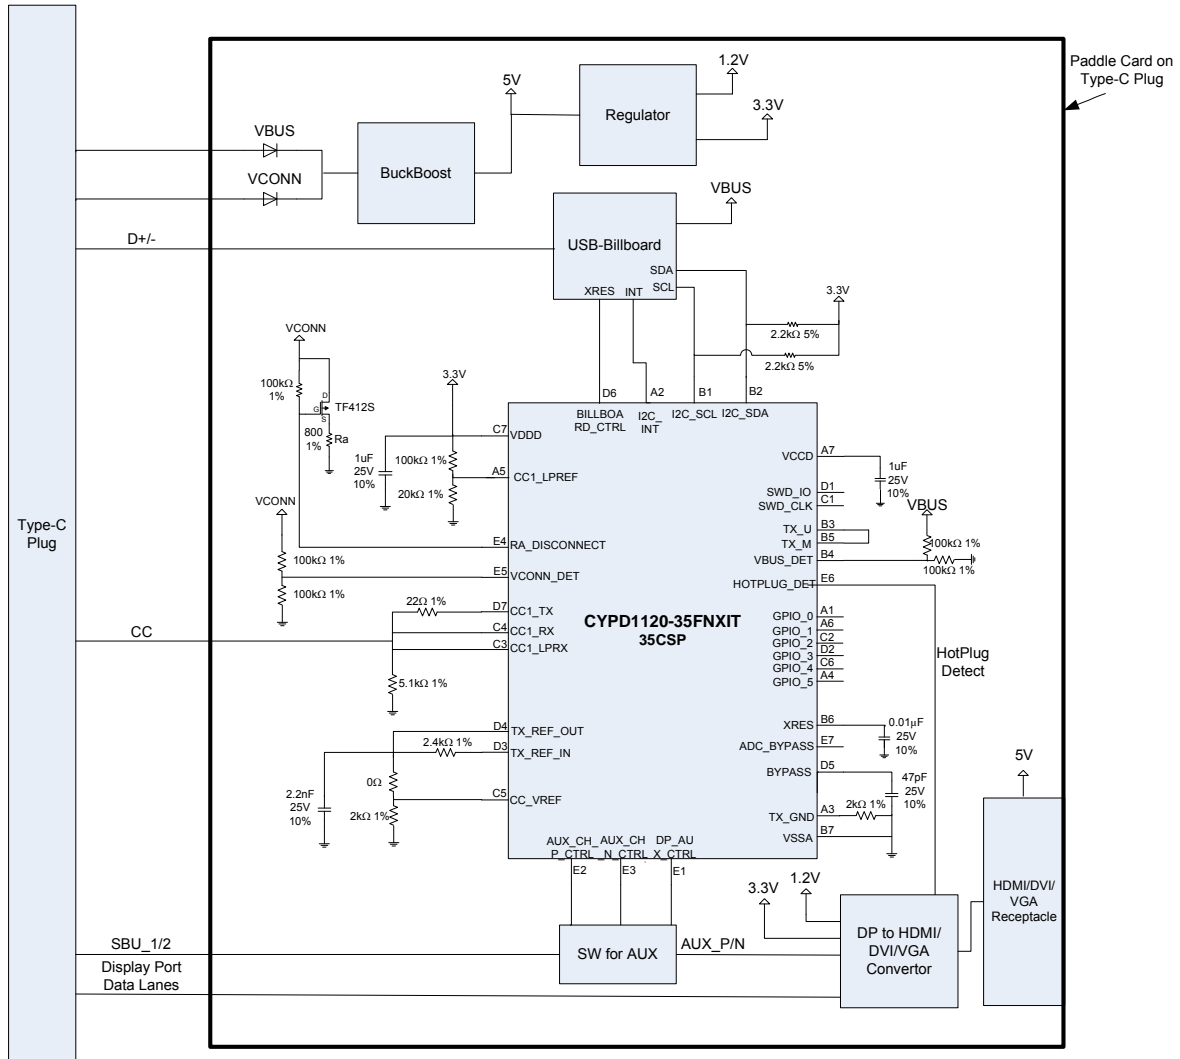 Paddle Card on
Type-C Plug
1.2V
5V
Regulator
3.3V
VBUS
VCONN
BuckBoost
VBUS
D+/-
USB-Billboard
SDA
SCL
XRES
INT
3.3V
2.2kΩ 5%
2.2kΩ 5%
VCONN
100kΩ
1%
D
G
S
TF412S
800
1%
Ra
3.3V
D6
A2
B1
B2
BILLBOA
RD_CTRL
I2C_
INT
I2C_SCL
I2C_SDA
C7
VDDD
1uF
25V
10%
100kΩ 1%
A5
CC1_LPREF
20kΩ 1%
A7
VCCD
1uF
25V
10%
D1
SWD_IO
C1
SWD_CLK
VBUS
B3
TX_U
B5
TX_M
B4
VBUS_DET
100kΩ 1%
100kΩ 1%
E6
HOTPLUG_DET
Type-C
Plug
VCONN
E4
RA_DISCONNECT
100kΩ 1%
E5
VCONN_DET
100kΩ 1%
22Ω 1%
D7
CC1_TX
C4
CC1_RX
C3
CC1_LPRX
CC
5.1kΩ 1%
CYPD1120-35FNXIT
35CSP
A1
GPIO_0
A6
GPIO_1
C2
GPIO_2
D2
GPIO_3
C6
GPIO_4
A4
GPIO_5
HotPlug
Detect
D4
TX_REF_OUT
2.4kΩ 1%
D3
TX_REF_IN
0Ω
2.2nF
25V
10%
C5
CC_VREF
2kΩ 1%
B6
XRES
0.01µF
25V
10%
E7
ADC_BYPASS
D5
BYPASS
47pF
25V
10%
A3
TX_GND
2kΩ 1%
B7
VSSA
5V
AUX_CH_
P_CTRL
AUX_CH
_N_CTRL
DP_AU
X_CTRL
E2
E3
E1
3.3V
1.2V
HDMI/DVI/
VGA
Receptacle
SBU_1/2
SW for AUX
AUX_P/N
DP to HDMI/
DVI/VGA
Convertor
Display Port
Data Lanes